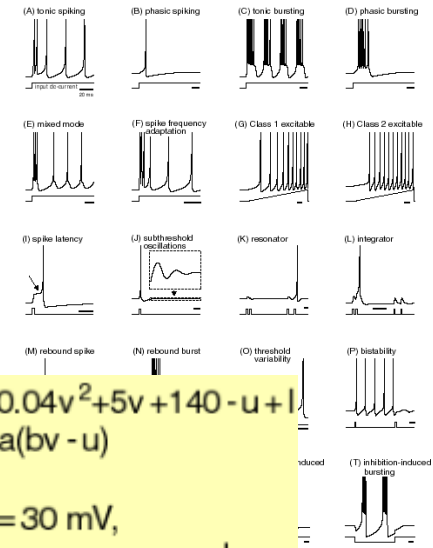 (A) tonic spiking
(B) phasic spiking
(C) tonic bursting
(D) phasic bursting
input dc-current
20 ms
(E) mixed mode
(F) spike frequency
adaptation
(G) Class 1 excitable
(H) Class 2 excitable
(I) spike latency
(J) subthreshold
oscillations
(K) resonator
(L) integrator
(M) rebound spike
(N) rebound burst
(O) threshold
variability
(P) bistability
0.04v²+5v+140-u+I
a(bv-u)
=30 mV,
(T) inhibition-induced
bursting